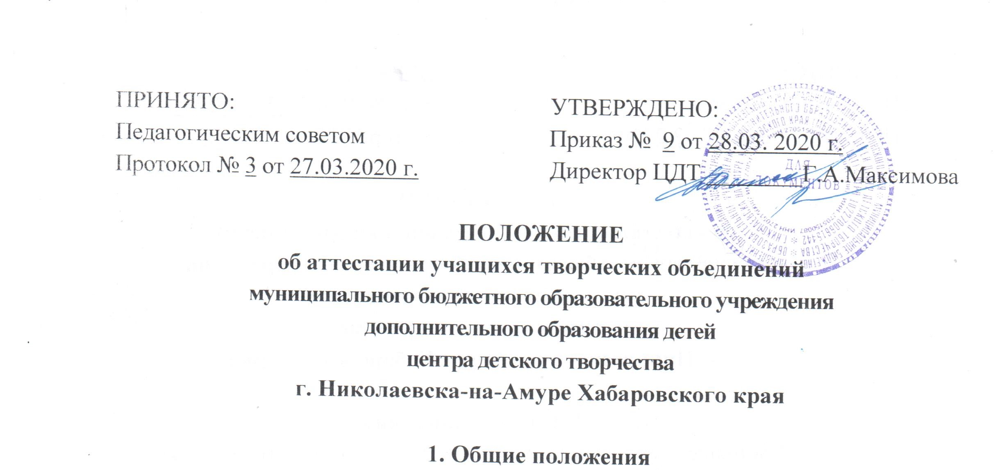 ПРИНЯТО:
Педагогическим советом
Протокол № 3 от 27.03.2020 г.
УТВЕРЖДЕНО:
Приказ № 9 от 28.03. 2020 г.
Директор ЦДТ Г.А.Максимова
ДЛЯ
ДОКУМЕНТОВ
ПОЛОЖЕНИЕ
об аттестации учащихся творческих объединений
муниципального бюджетного образовательного учреждения
дополнительного образования детей
центра детского творчества
г. Николаевска-на-Амуре Хабаровского края
1. Общие положения